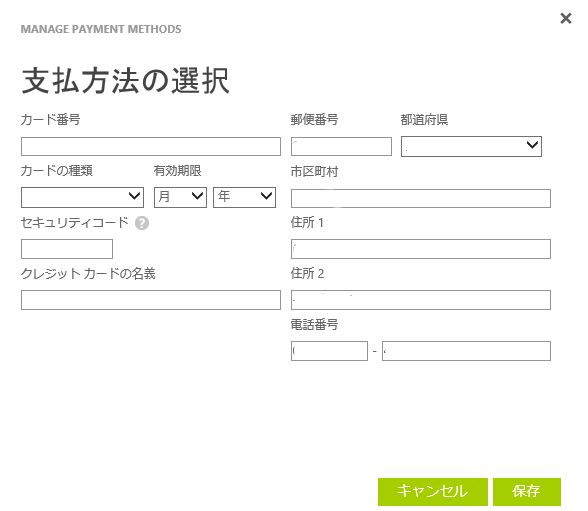 MANAGE PAYMENT METHODS
支払方法の選択
カード番号
カードの種類 有効期限
月 年
セキュリティコード ?
クレジット カードの名義
郵便番号 都道府県
市区町村
住所 1
住所 2
電話番号
-
キャンセル 保存